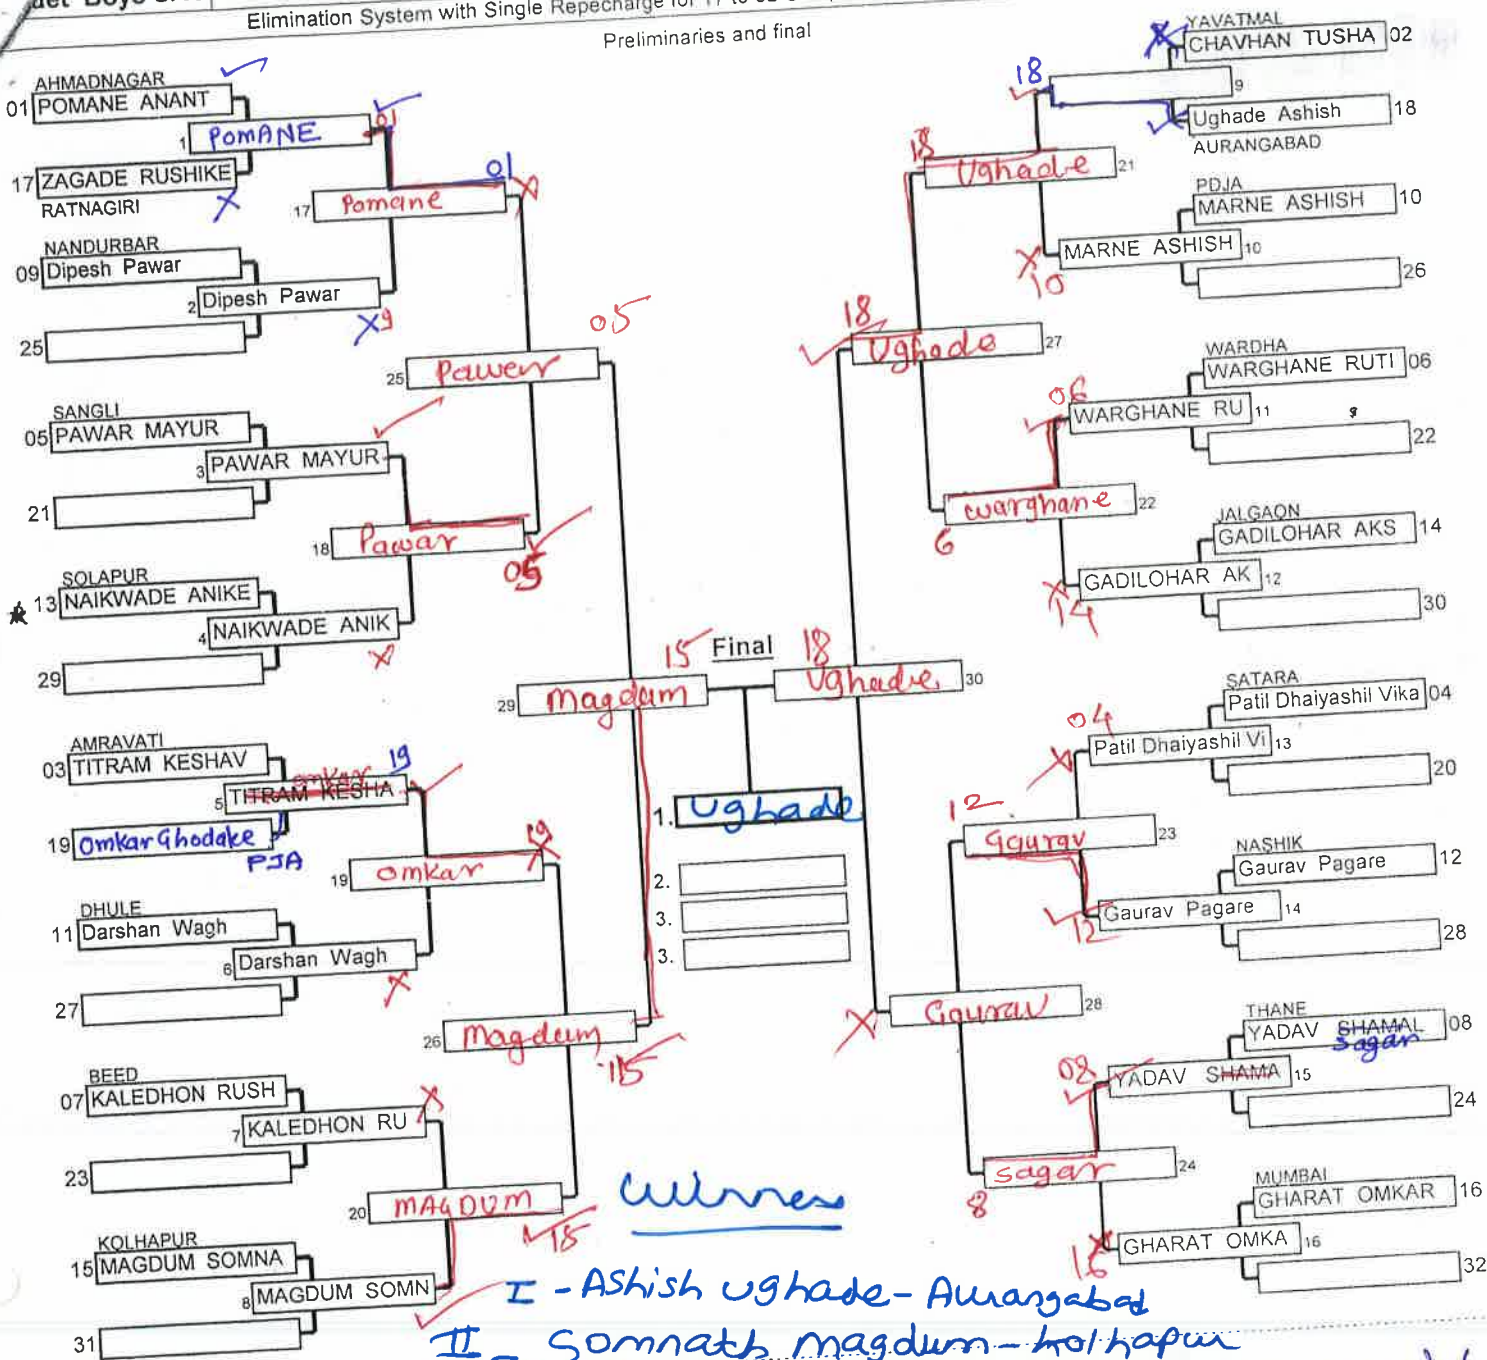 Elimination System with Single Repechage for 17 to 32
Preliminaries and final
AHMADNAGAR
01 POMANE ANANT
1 POMANE 01
17 ZAGADE RUSHIKE
RATNAGIRI
17 Pomane 01
NANDURBAR
09 Dipesh Pawar
2 Dipesh Pawar
9
25
25 Pawer 05
SANGLI
05 PAWAR MAYUR
3 PAWAR MAYUR
21
18 Pawar
05
SOLAPUR
13 NAIKWADE ANIKE
4 NAIKWADE ANIK
29
29 Magdum 15
AMRAVATI
03 TITRAM KESHAV
5 TITRAM KESHA omkar 19
19 Omkar Ghodake
PJA
19 omkar 19
DHULE
11 Darshan Wagh
6 Darshan Wagh
27
26 Magdum
15
BEED
07 KALEDHON RUSH
7 KALEDHON RU
23
20 MAGDUM
15
KOLHAPUR
15 MAGDUM SOMNA
8 MAGDUM SOMN
31
Final
1. Ughade
2.
3.
3.
YAVATMAL
CHAVHAN TUSHA 02
18 9
Ughade Ashish 18
AURANGABAD
18 Ughade 21
PDJA
MARNE ASHISH 10
MARNE ASHISH 10
10
26
18 Ughade 27
WARDHA
WARGHANE RUTI 06
06 WARGHANE RU 11
22
warghane 22
6
JALGAON
GADILOHAR AKS 14
GADILOHAR AK 12
14
30
18 Ughade 30
SATARA
Patil Dhaiyashil Vika 04
04 Patil Dhaiyashil Vi 13
20
12 Gaurav 23
NASHIK
Gaurav Pagare 12
Gaurav Pagare 14
12
28
Gaurav 28
THANE
YADAV SHAMAL 08
Sagar
08 YADAV SHAMA 15
24
sagar 24
8
MUMBAI
GHARAT OMKAR 16
GHARAT OMKA 16
16
32
Winners
I - Ashish ughade - Aurangabad
II - Somnath magdum - kolhapur